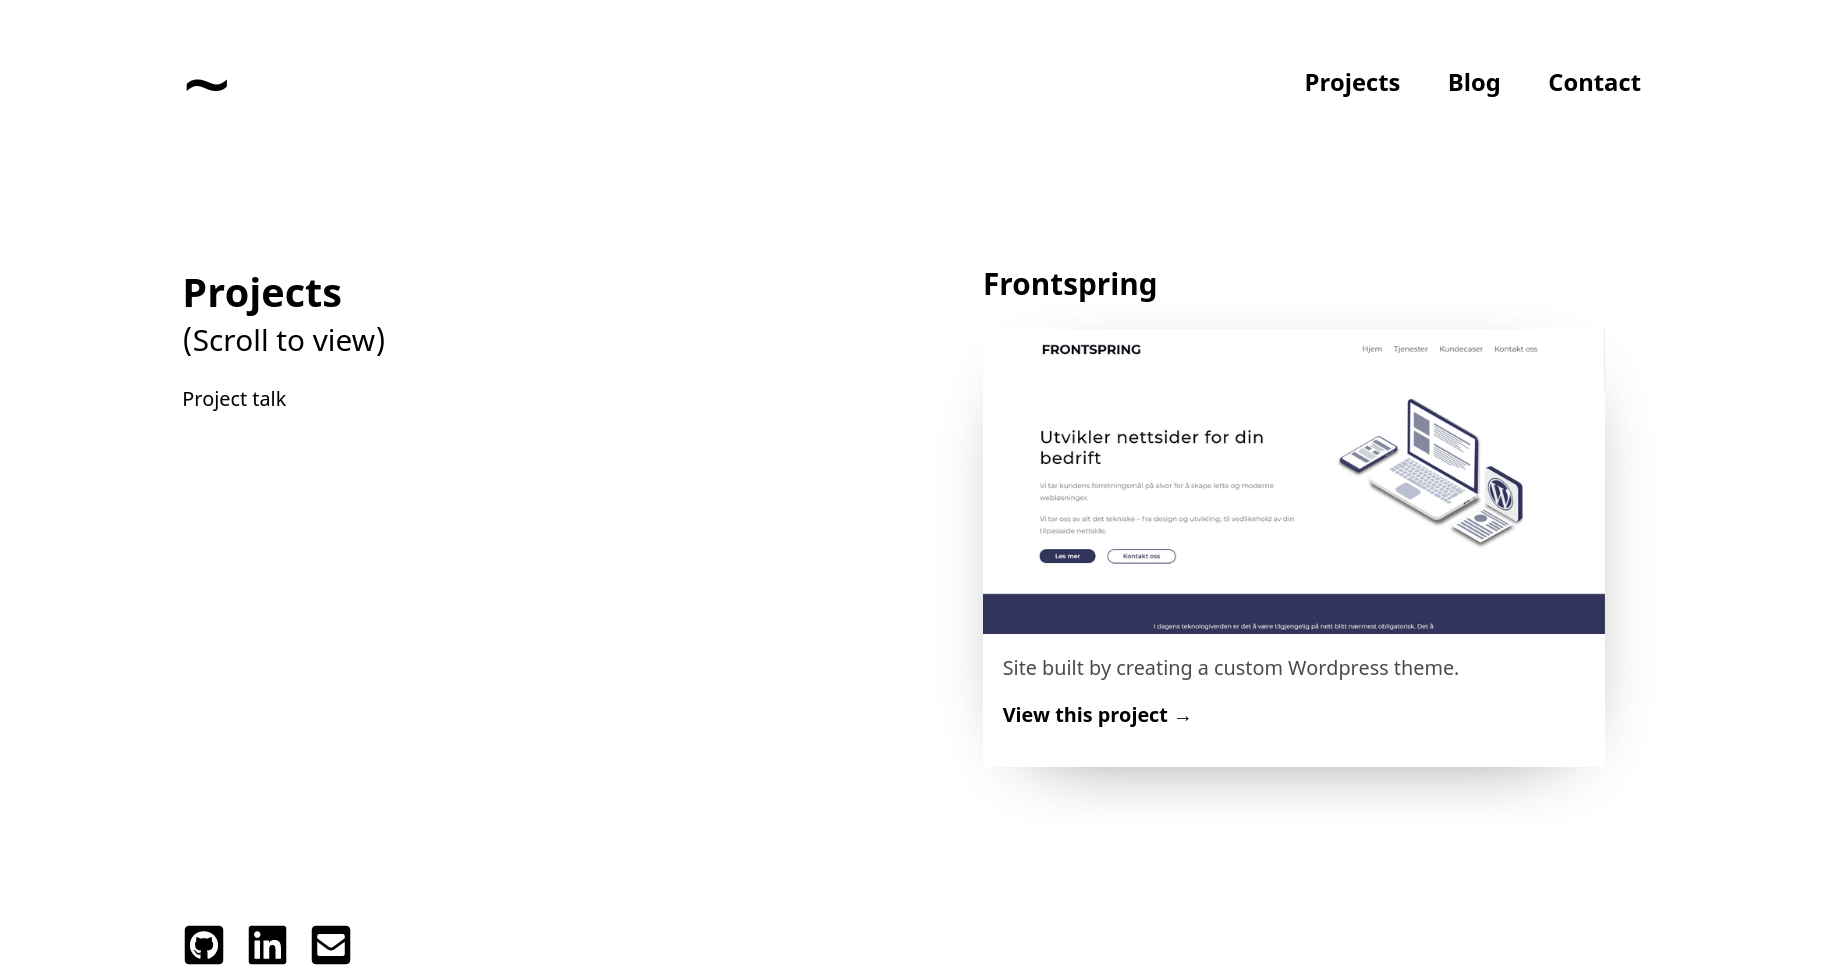 ~
Projects Blog Contact
Projects
(Scroll to view)
Project talk
Frontspring
FRONTSPRING
Hjem Tjenester Kundecaser Kontakt oss
Utvikler nettsider for din
bedrift
Vi tar kundens forretningsmål på alvor for å skape lette og moderne
webløsninger.
Vi tar oss av alt det tekniske – fra design og utvikling, til vedlikehold av din
tilpassede nettside.
Les mer Kontakt oss
I dagens teknologiverden er det å være tilgjengelig på nett blitt nærmest obligatorisk. Det å
Site built by creating a custom Wordpress theme.
View this project →